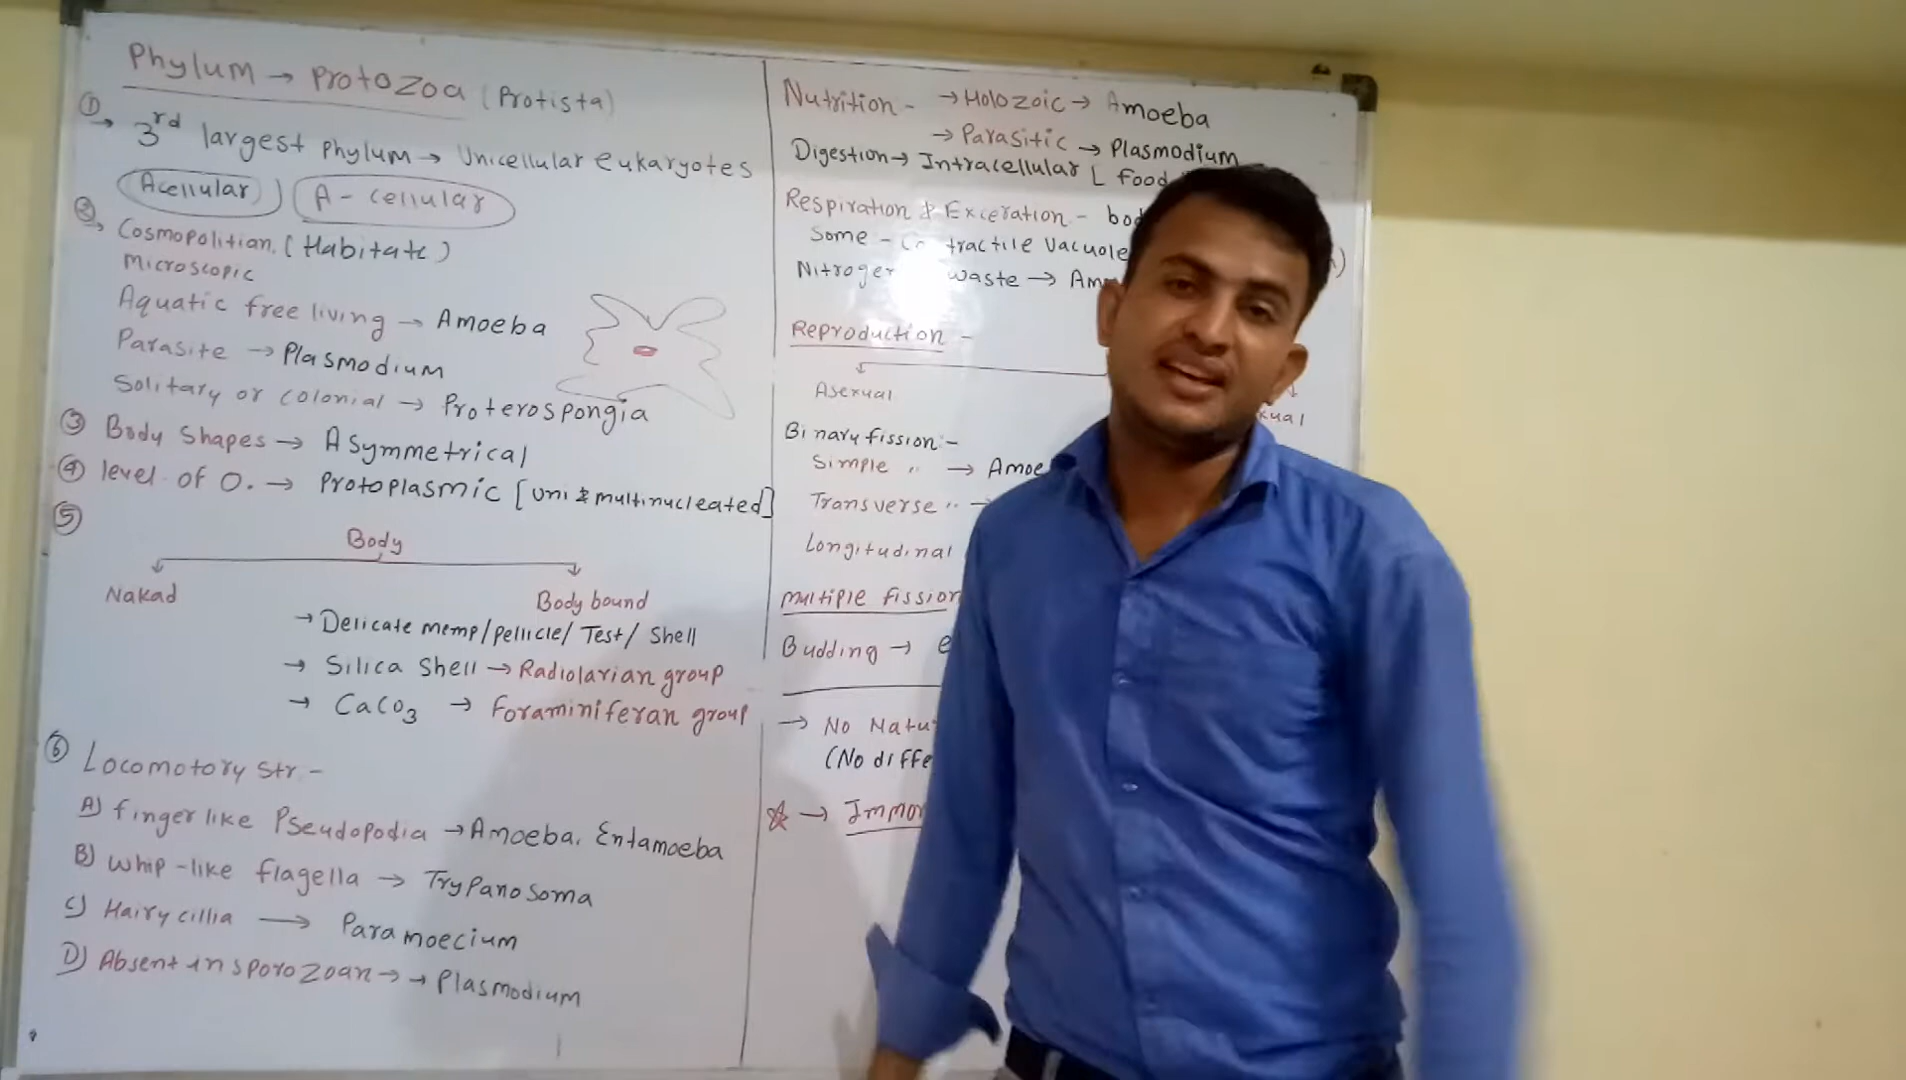 Phylum → Protozoa (Protista)
① → 3rd largest phylum → Unicellular eukaryotes
Acellular) (A - cellular
② → Cosmopolitian. (Habitate)
Microscopic
Aquatic free living → Amoeba
Parasite → Plasmodium
Solitary or colonial → Proterospongia
③ Body Shapes → Asymmetrical
④ level of O. → Protoplasmic [uni & multinucleated]
⑤
Body
Nakad
Body bound
→ Delicate memp/pellicle/ Test/ Shell
→ Silica Shell → Radiolarian group
→ CaCO3 → Foraminiferan group
⑥ Locomotory Str. -
A) finger like Pseudopodia → Amoeba, Entamoeba
B) whip-like flagella → Trypanosoma
C) Hairy cillia → Paramoecium
D) Absent in sporozoan → → Plasmodium
Nutrition - → Holozoic → Amoeba
→ Parasitic → Plasmodium
Digestion → Intracellular [ food
Respiration & Exceration - bod
Some - Co tractile vacuole
Nitroge waste → Am
Reproduction -
Asexual
xual
Binary fission: -
Simple " → Amoe
Transverse " →
Longitudinal
Multiple fission
Budding → e
→ No Natu
(No diffe
→ Immor